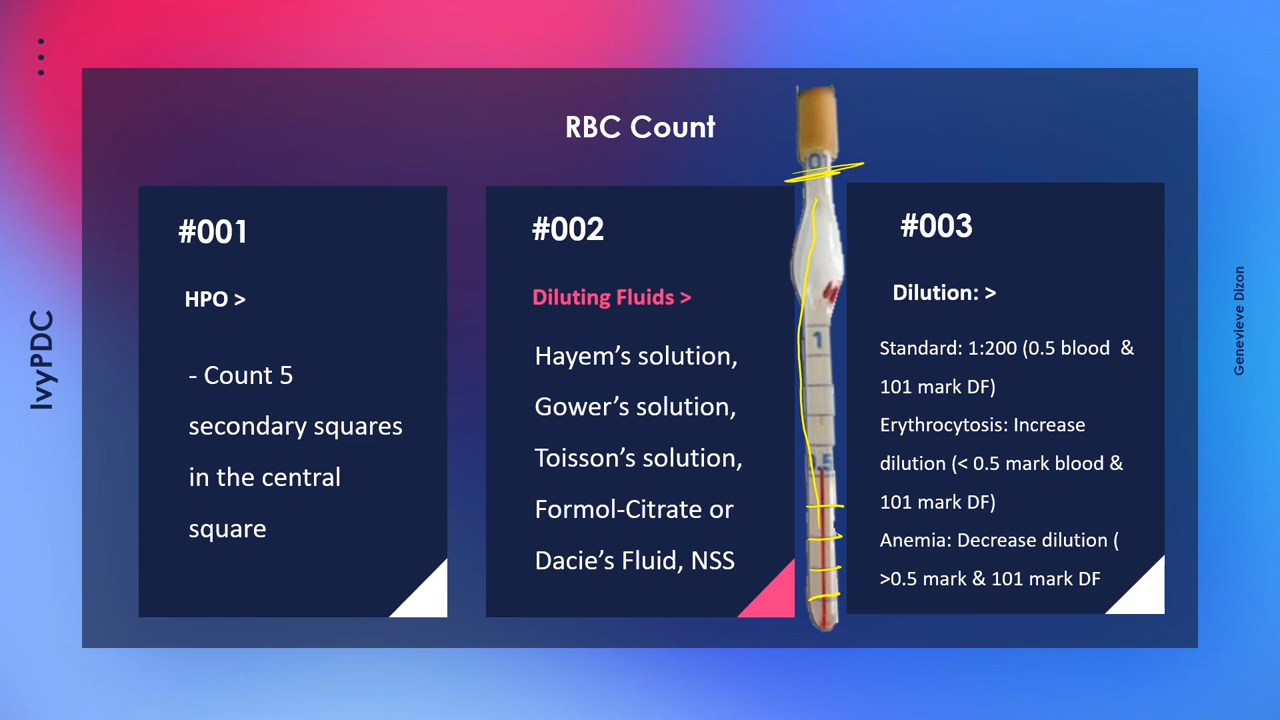 RBC Count
#001
HPO >
- Count 5
secondary squares
in the central
square
#002
Diluting Fluids >
Hayem’s solution,
Gower’s solution,
Toisson’s solution,
Formol-Citrate or
Dacie’s Fluid, NSS
1
#003
Dilution: >
Standard: 1:200 (0.5 blood &
101 mark DF)
Erythrocytosis: Increase
dilution (< 0.5 mark blood &
101 mark DF)
Anemia: Decrease dilution (
>0.5 mark & 101 mark DF
IvyPDC
Genevieve Dizon